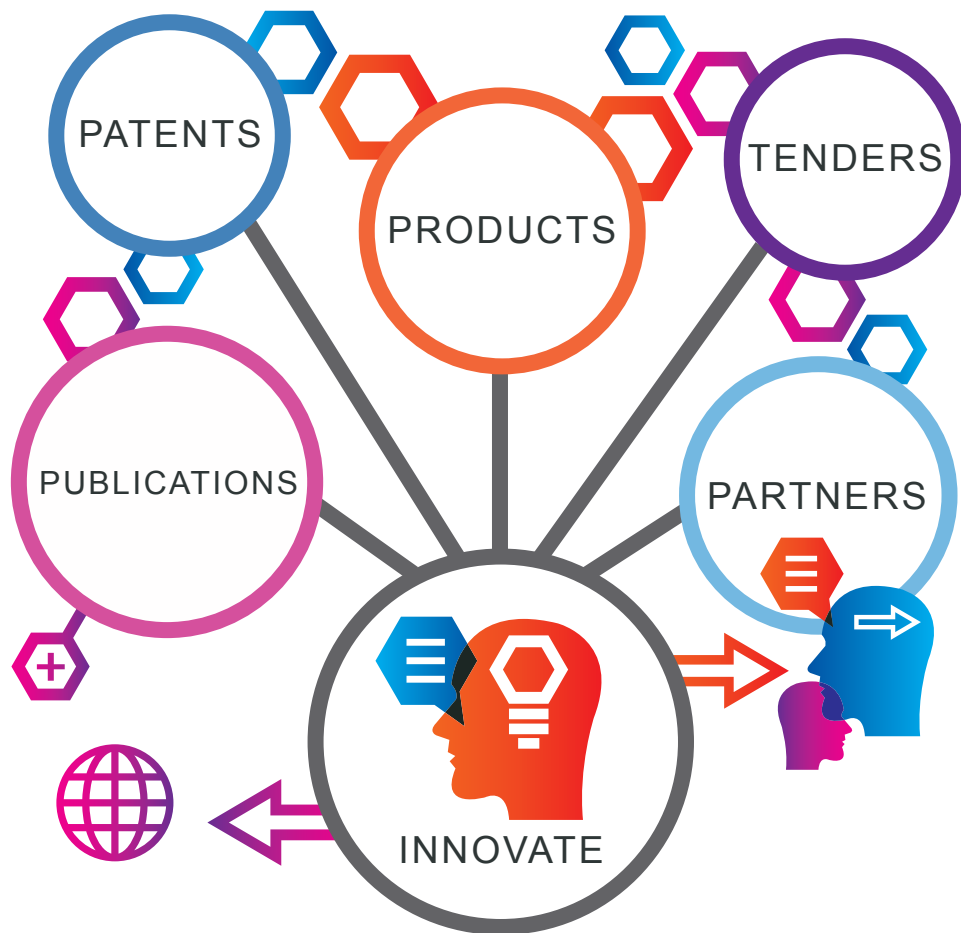 PATENTS
PRODUCTS
TENDERS
PUBLICATIONS
PARTNERS
INNOVATE